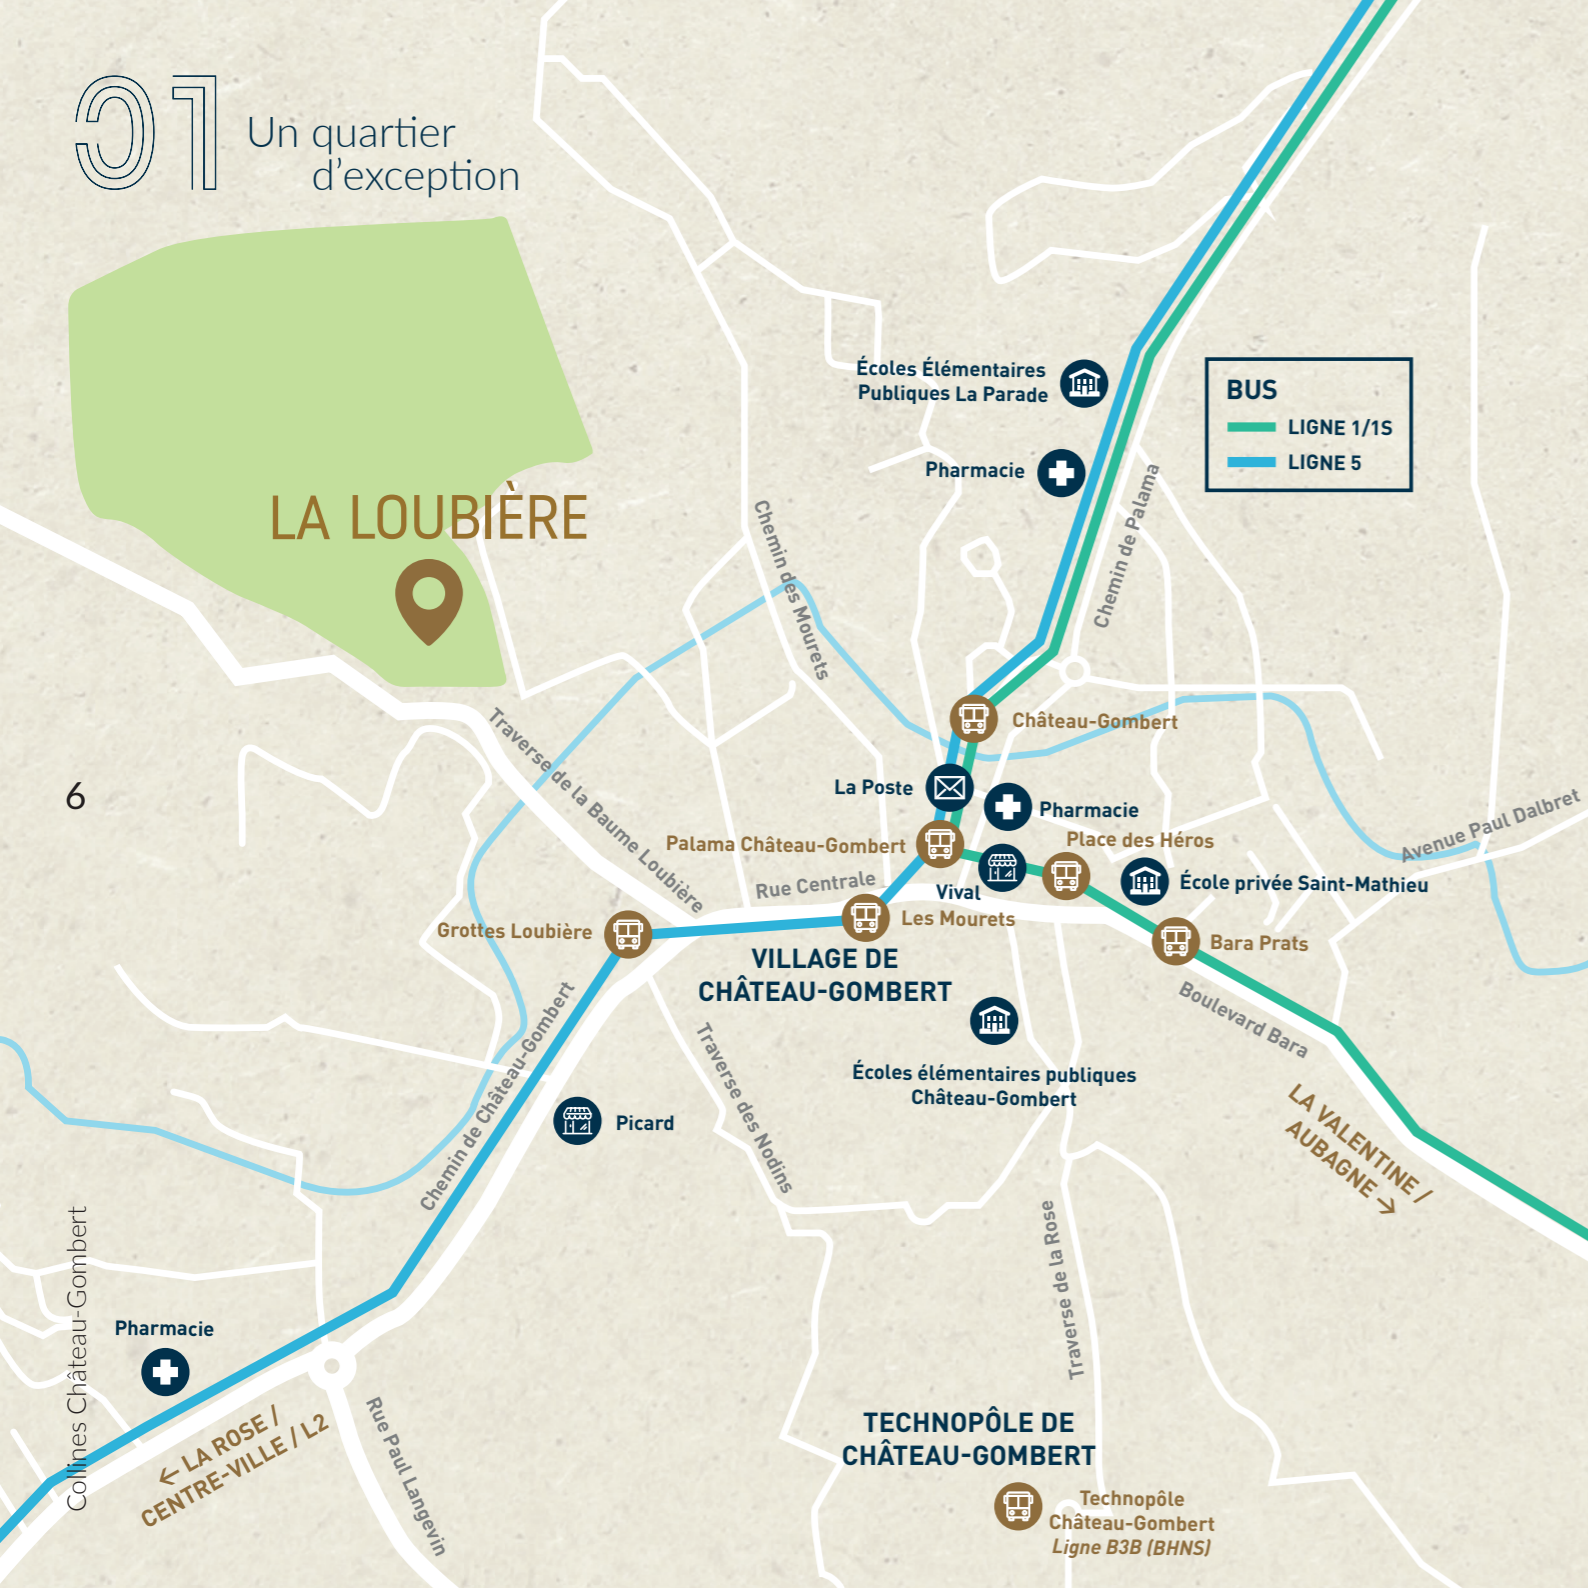 01
Un quartier
d'exception
LA LOUBIÈRE
Écoles Élémentaires
Publiques La Parade
Pharmacie
BUS
LIGNE 1/1S
LIGNE 5
Chemin des Mourets
Chemin de Palama
Château-Gombert
Traverse de la Baume Loubière
6
La Poste
Pharmacie
Palama Château-Gombert
Place des Héros
Avenue Paul Dalbret
Rue Centrale
Vival
École privée Saint-Mathieu
Grottes Loubière
Les Mourets
Bara Prats
VILLAGE DE
CHÂTEAU-GOMBERT
Boulevard Bara
Chemin de Château-Gombert
Traverse des Nodins
Écoles élémentaires publiques
Château-Gombert
Picard
LA VALENTINE /
AUBAGNE →
Traverse de la Rose
Collines Château-Gombert
Pharmacie
← LA ROSE /
CENTRE-VILLE / L2
Rue Paul Langevin
TECHNOPÔLE DE
CHÂTEAU-GOMBERT
Technopôle
Château-Gombert
Ligne B3B (BHNS)